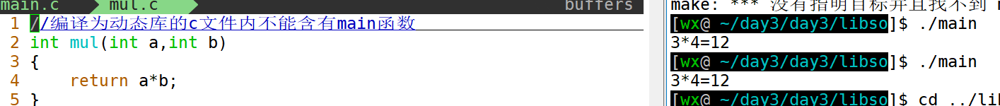 main.c mul.c buffers
1 //编译为动态库的c文件内不能含有main函数
2 int mul(int a,int b)
3 {
4 return a*b;
5 }
make: *** 没有指明目标并且找不到
[wx@ ~/day3/day3/libso]$ ./main
3*4=12
[wx@ ~/day3/day3/libso]$ ./main
3*4=12
[wx@ ~/day3/day3/libso]$ cd ../lib